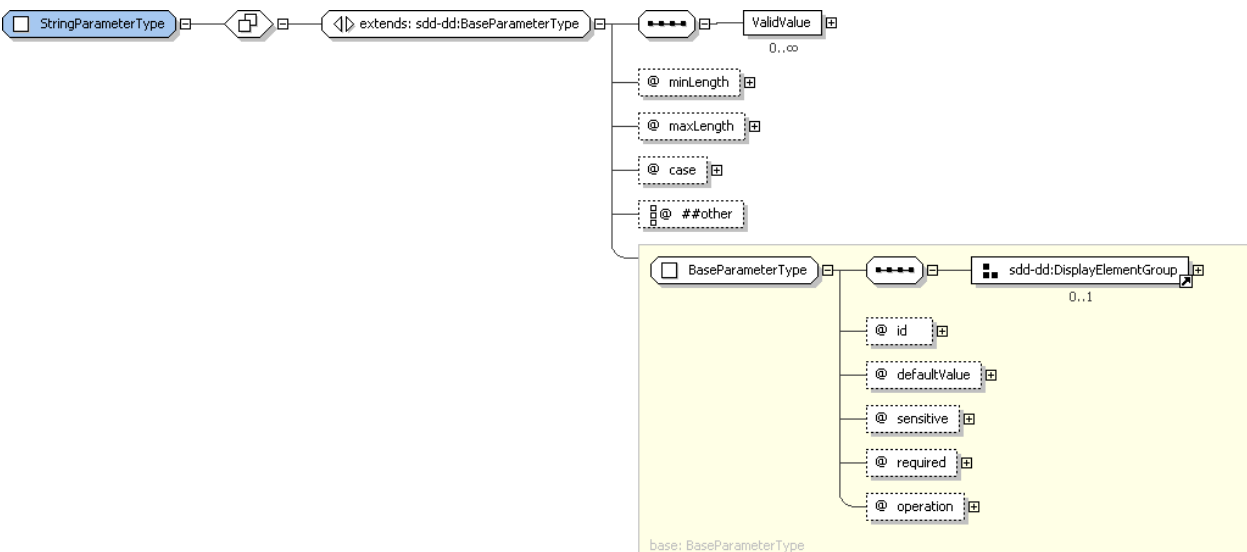 StringParameterType
extends: sdd-dd:BaseParameterType
ValidValue
0..∞
@ minLength
@ maxLength
@ case
@ ##other
BaseParameterType
sdd-dd:DisplayElementGroup
0..1
@ id
@ defaultValue
@ sensitive
@ required
@ operation
base: BaseParameterType